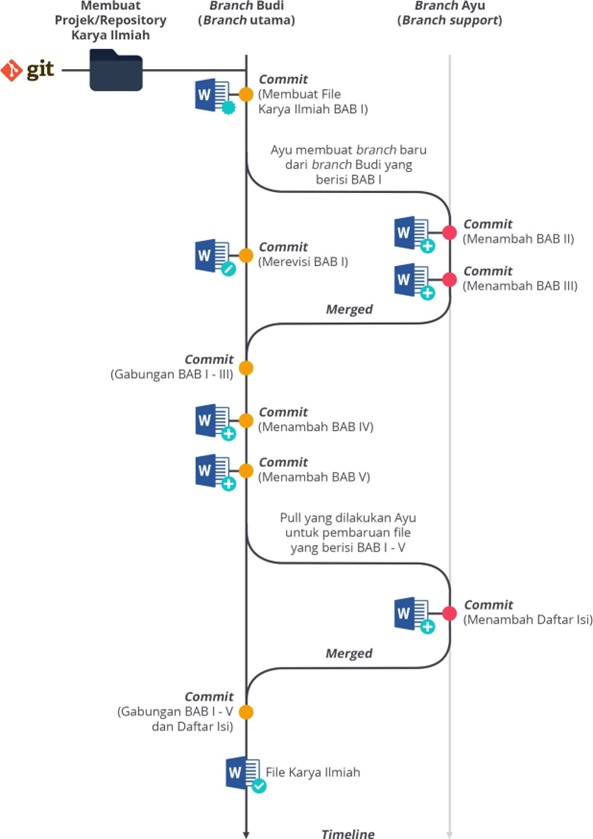 Membuat
Projek/Repository
Karya Ilmiah
Branch Budi
(Branch utama)
Branch Ayu
(Branch support)
git
W
Commit
(Membuat File
Karya Ilmiah BAB I)
Ayu membuat branch baru
dari branch Budi yang
berisi BAB I
W
Commit
(Menambah BAB II)
W
Commit
(Merevisi BAB I)
W
Commit
(Menambah BAB III)
Merged
Commit
(Gabungan BAB I - III)
W
Commit
(Menambah BAB IV)
W
Commit
(Menambah BAB V)
Pull yang dilakukan Ayu
untuk pembaruan file
yang berisi BAB I - V
W
Commit
(Menambah Daftar Isi)
Merged
Commit
(Gabungan BAB I - V
dan Daftar Isi)
W
File Karya Ilmiah
Timeline